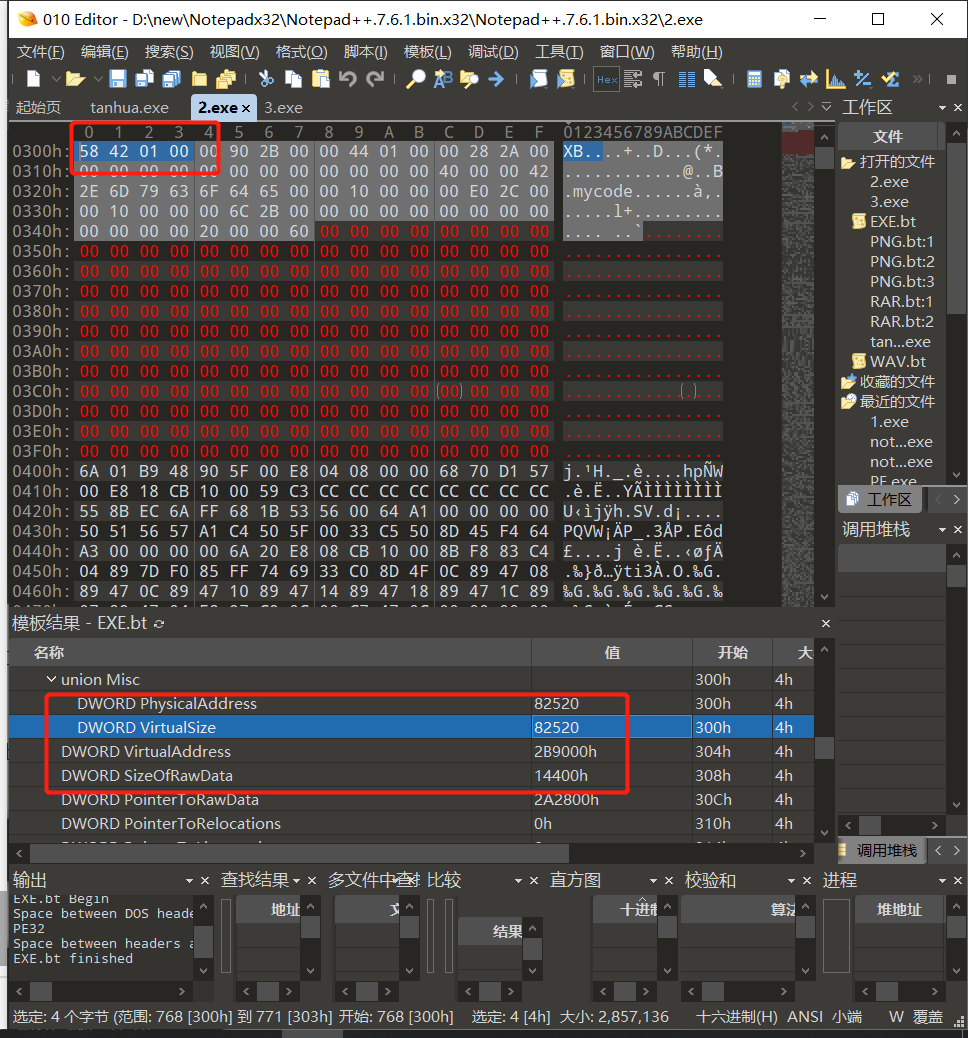 010 Editor - D:\new\Notepadx32\Notepad++.7.6.1.bin.x32\Notepad++.7.6.1.bin.x32\2.exe
文件(F) 编辑(E) 搜索(S) 视图(V) 格式(O) 脚本(I) 模板(L) 调试(D) 工具(T) 窗口(W) 帮助(H)
Hex
起始页 tanhua.exe 2.exe 3.exe
0 1 2 3 4 5 6 7 8 9 A B C D E F 0123456789ABCDEF
0300h: 58 42 01 00 00 90 2B 00 00 44 01 00 00 28 2A 00 XB....+..D...(*.
0310h: 00 00 00 00 00 00 00 00 00 00 00 00 40 00 00 42 ............@..B
0320h: 2E 6D 79 63 6F 64 65 00 00 10 00 00 00 E0 2C 00 .mycode......à,.
0330h: 00 10 00 00 00 6C 2B 00 00 00 00 00 00 00 00 00 .....l+.........
0340h: 00 00 00 00 20 00 00 60 00 00 00 00 00 00 00 00 .... ..`........
0350h: 00 00 00 00 00 00 00 00 00 00 00 00 00 00 00 00 ................
0360h: 00 00 00 00 00 00 00 00 00 00 00 00 00 00 00 00 ................
0370h: 00 00 00 00 00 00 00 00 00 00 00 00 00 00 00 00 ................
0380h: 00 00 00 00 00 00 00 00 00 00 00 00 00 00 00 00 ................
0390h: 00 00 00 00 00 00 00 00 00 00 00 00 00 00 00 00 ................
03A0h: 00 00 00 00 00 00 00 00 00 00 00 00 00 00 00 00 ................
03B0h: 00 00 00 00 00 00 00 00 00 00 00 00 00 00 00 00 ................
03C0h: 00 00 00 00 00 00 00 00 00 00 00 00 00 00 00 00 ................
03D0h: 00 00 00 00 00 00 00 00 00 00 00 00 00 00 00 00 ................
03E0h: 00 00 00 00 00 00 00 00 00 00 00 00 00 00 00 00 ................
03F0h: 00 00 00 00 00 00 00 00 00 00 00 00 00 00 00 00 ................
0400h: 6A 01 B9 48 90 5F 00 E8 04 08 00 00 68 70 D1 57 j.¹H._.è....hpÑW
0410h: 00 E8 18 CB 10 00 59 C3 CC CC CC CC CC CC CC CC .è.Ë..YÃÌÌÌÌÌÌÌÌ
0420h: 55 8B EC 6A FF 68 1B 53 56 00 64 A1 00 00 00 00 U‹ìjÿh.SV.d¡....
0430h: 50 51 56 57 A1 C4 50 5F 00 33 C5 50 8D 45 F4 64 PQVW¡ÄP_.3ÅP.Eôd
0440h: A3 00 00 00 00 6A 20 E8 08 CB 10 00 8B F8 83 C4 £....j è.Ë..‹øƒÄ
0450h: 04 89 7D F0 85 FF 74 69 33 C0 8D 4F 0C 89 47 08 .‰}ð…ÿti3À.O.‰G.
0460h: 89 47 0C 89 47 10 89 47 14 89 47 18 89 47 1C 89 ‰G.‰G.‰G.‰G.‰G.‰
工作区
文件
打开的文件
2.exe
3.exe
EXE.bt
PNG.bt:1
PNG.bt:2
PNG.bt:3
RAR.bt:1
RAR.bt:2
tan...exe
WAV.bt
收藏的文件
最近的文件
1.exe
not...exe
not...exe
PE.exe
工作区
调用堆栈
调用堆栈
模板结果 - EXE.bt
名称 值 开始 大
union Misc 300h 4h
DWORD PhysicalAddress 82520 300h 4h
DWORD VirtualSize 82520 300h 4h
DWORD VirtualAddress 2B9000h 304h 4h
DWORD SizeOfRawData 14400h 308h 4h
DWORD PointerToRawData 2A2800h 30Ch 4h
DWORD PointerToRelocations 0h 310h 4h
输出 查找结果 多文件中查找 比较 直方图 校验和 进程
地址 文 结果 十进制 算法 堆地址
EXE.bt Begin
Space between DOS heade
PE32
Space between headers a
EXE.bt finished
选定: 4 个字节 (范围: 768 [300h] 到 771 [303h] 开始: 768 [300h] 选定: 4 [4h] 大小: 2,857,136 十六进制(H) ANSI 小端 W 覆盖